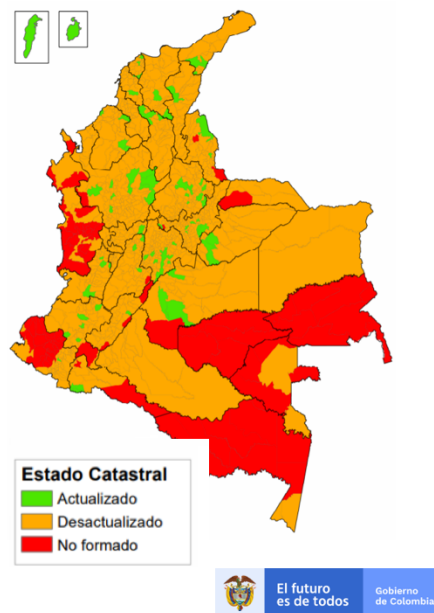 Estado Catastral
Actualizado
Desactualizado
No formado
El futuro
es de todos
Gobierno
de Colombia